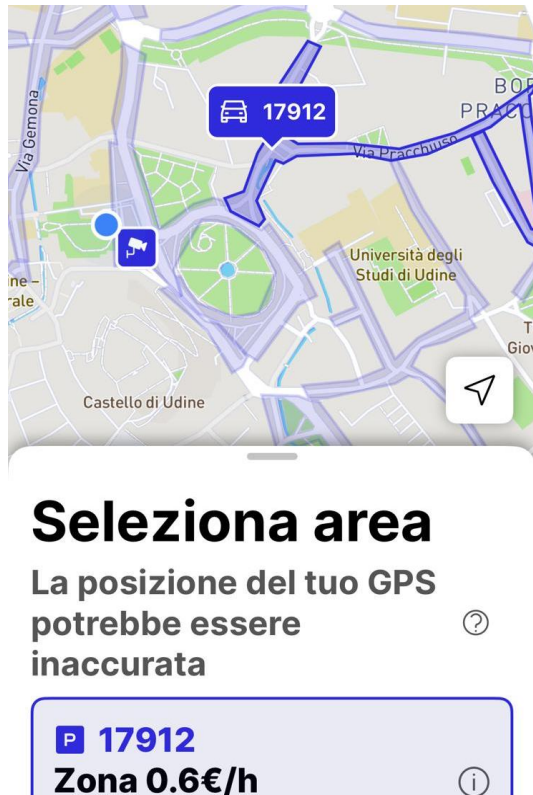 Via Gemona
17912
BOR
PRACC
Via Pracchiuso
Università degli
Studi di Udine
ne –
rale
T
Giov
Castello di Udine
Seleziona area
La posizione del tuo GPS
potrebbe essere
inaccurata
?
P 17912
Zona 0.6€/h
i